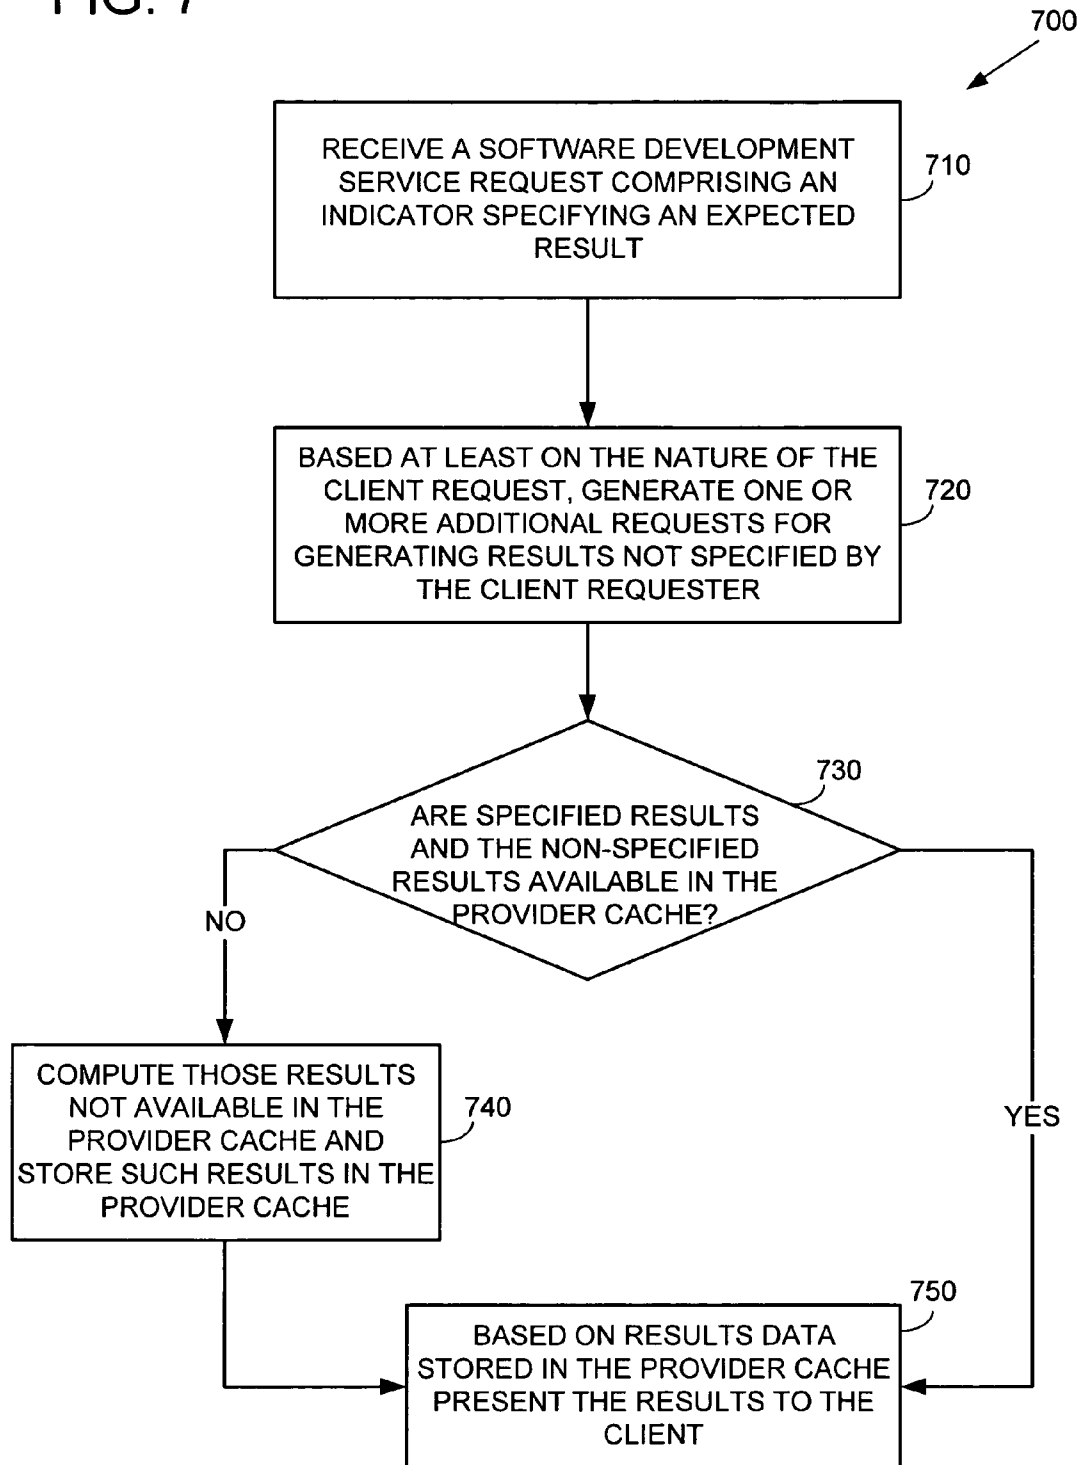 FIG. 7
700
RECEIVE A SOFTWARE DEVELOPMENT
SERVICE REQUEST COMPRISING AN
INDICATOR SPECIFYING AN EXPECTED
RESULT
710
BASED AT LEAST ON THE NATURE OF THE
CLIENT REQUEST, GENERATE ONE OR
MORE ADDITIONAL REQUESTS FOR
GENERATING RESULTS NOT SPECIFIED BY
THE CLIENT REQUESTER
720
730
ARE SPECIFIED RESULTS
AND THE NON-SPECIFIED
RESULTS AVAILABLE IN THE
PROVIDER CACHE?
NO
COMPUTE THOSE RESULTS
NOT AVAILABLE IN THE
PROVIDER CACHE AND
STORE SUCH RESULTS IN THE
PROVIDER CACHE
740
YES
750
BASED ON RESULTS DATA
STORED IN THE PROVIDER CACHE
PRESENT THE RESULTS TO THE
CLIENT